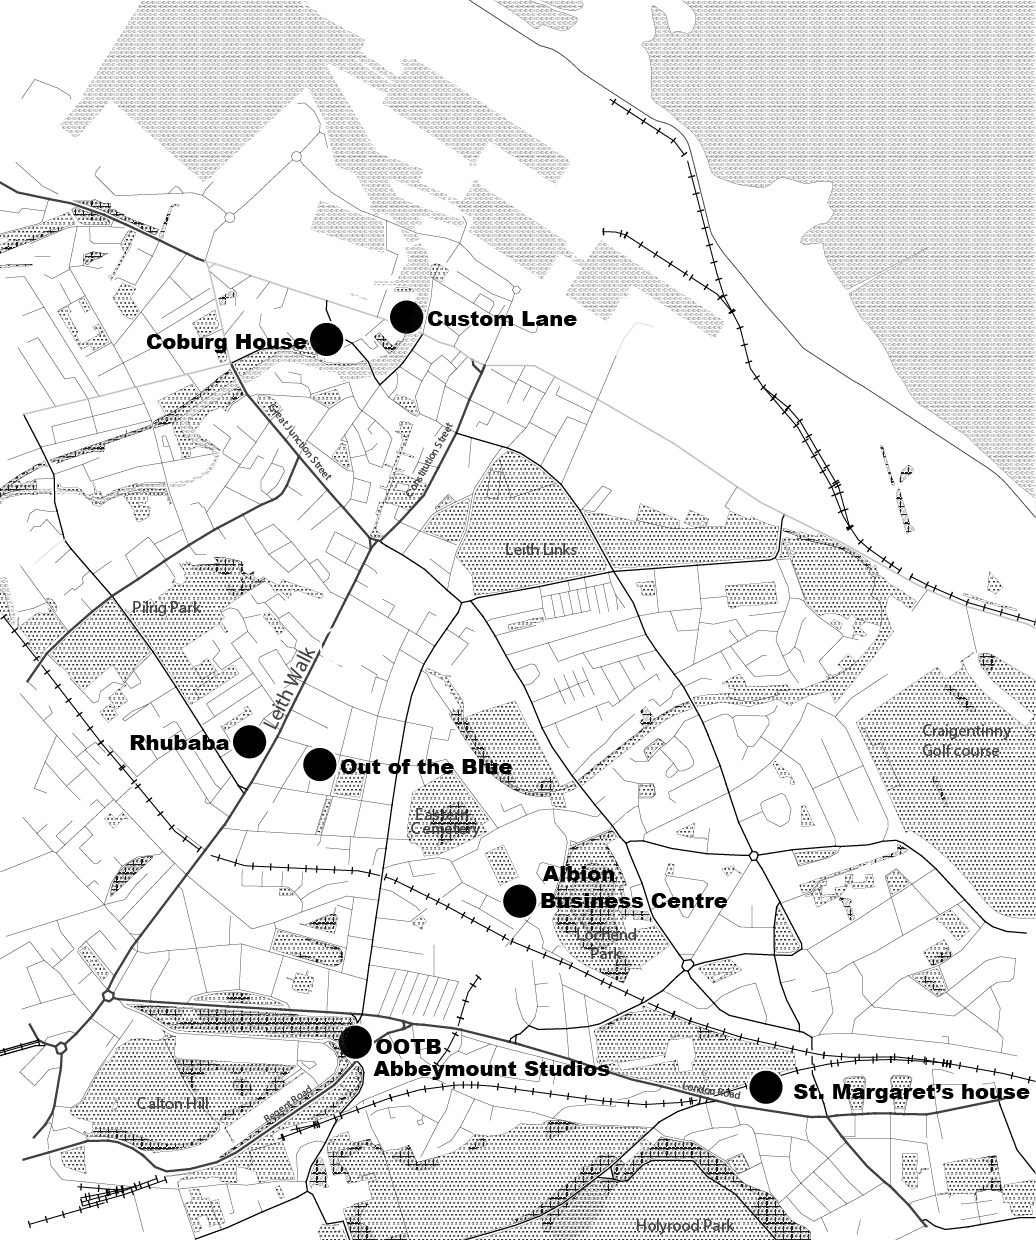 Custom Lane
Coburg House
Great Junction Street
Constitution Street
Leith Links
Pilrig Park
Leith Walk
Craigentinny
Golf course
Rhubaba
Out of the Blue
Eastern
Cemetery
Albion
Business Centre
Lochend
Park
OOTB
Abbeymount Studios
London Road
St. Margaret's house
Calton Hill
Regent Road
Holyrood Park